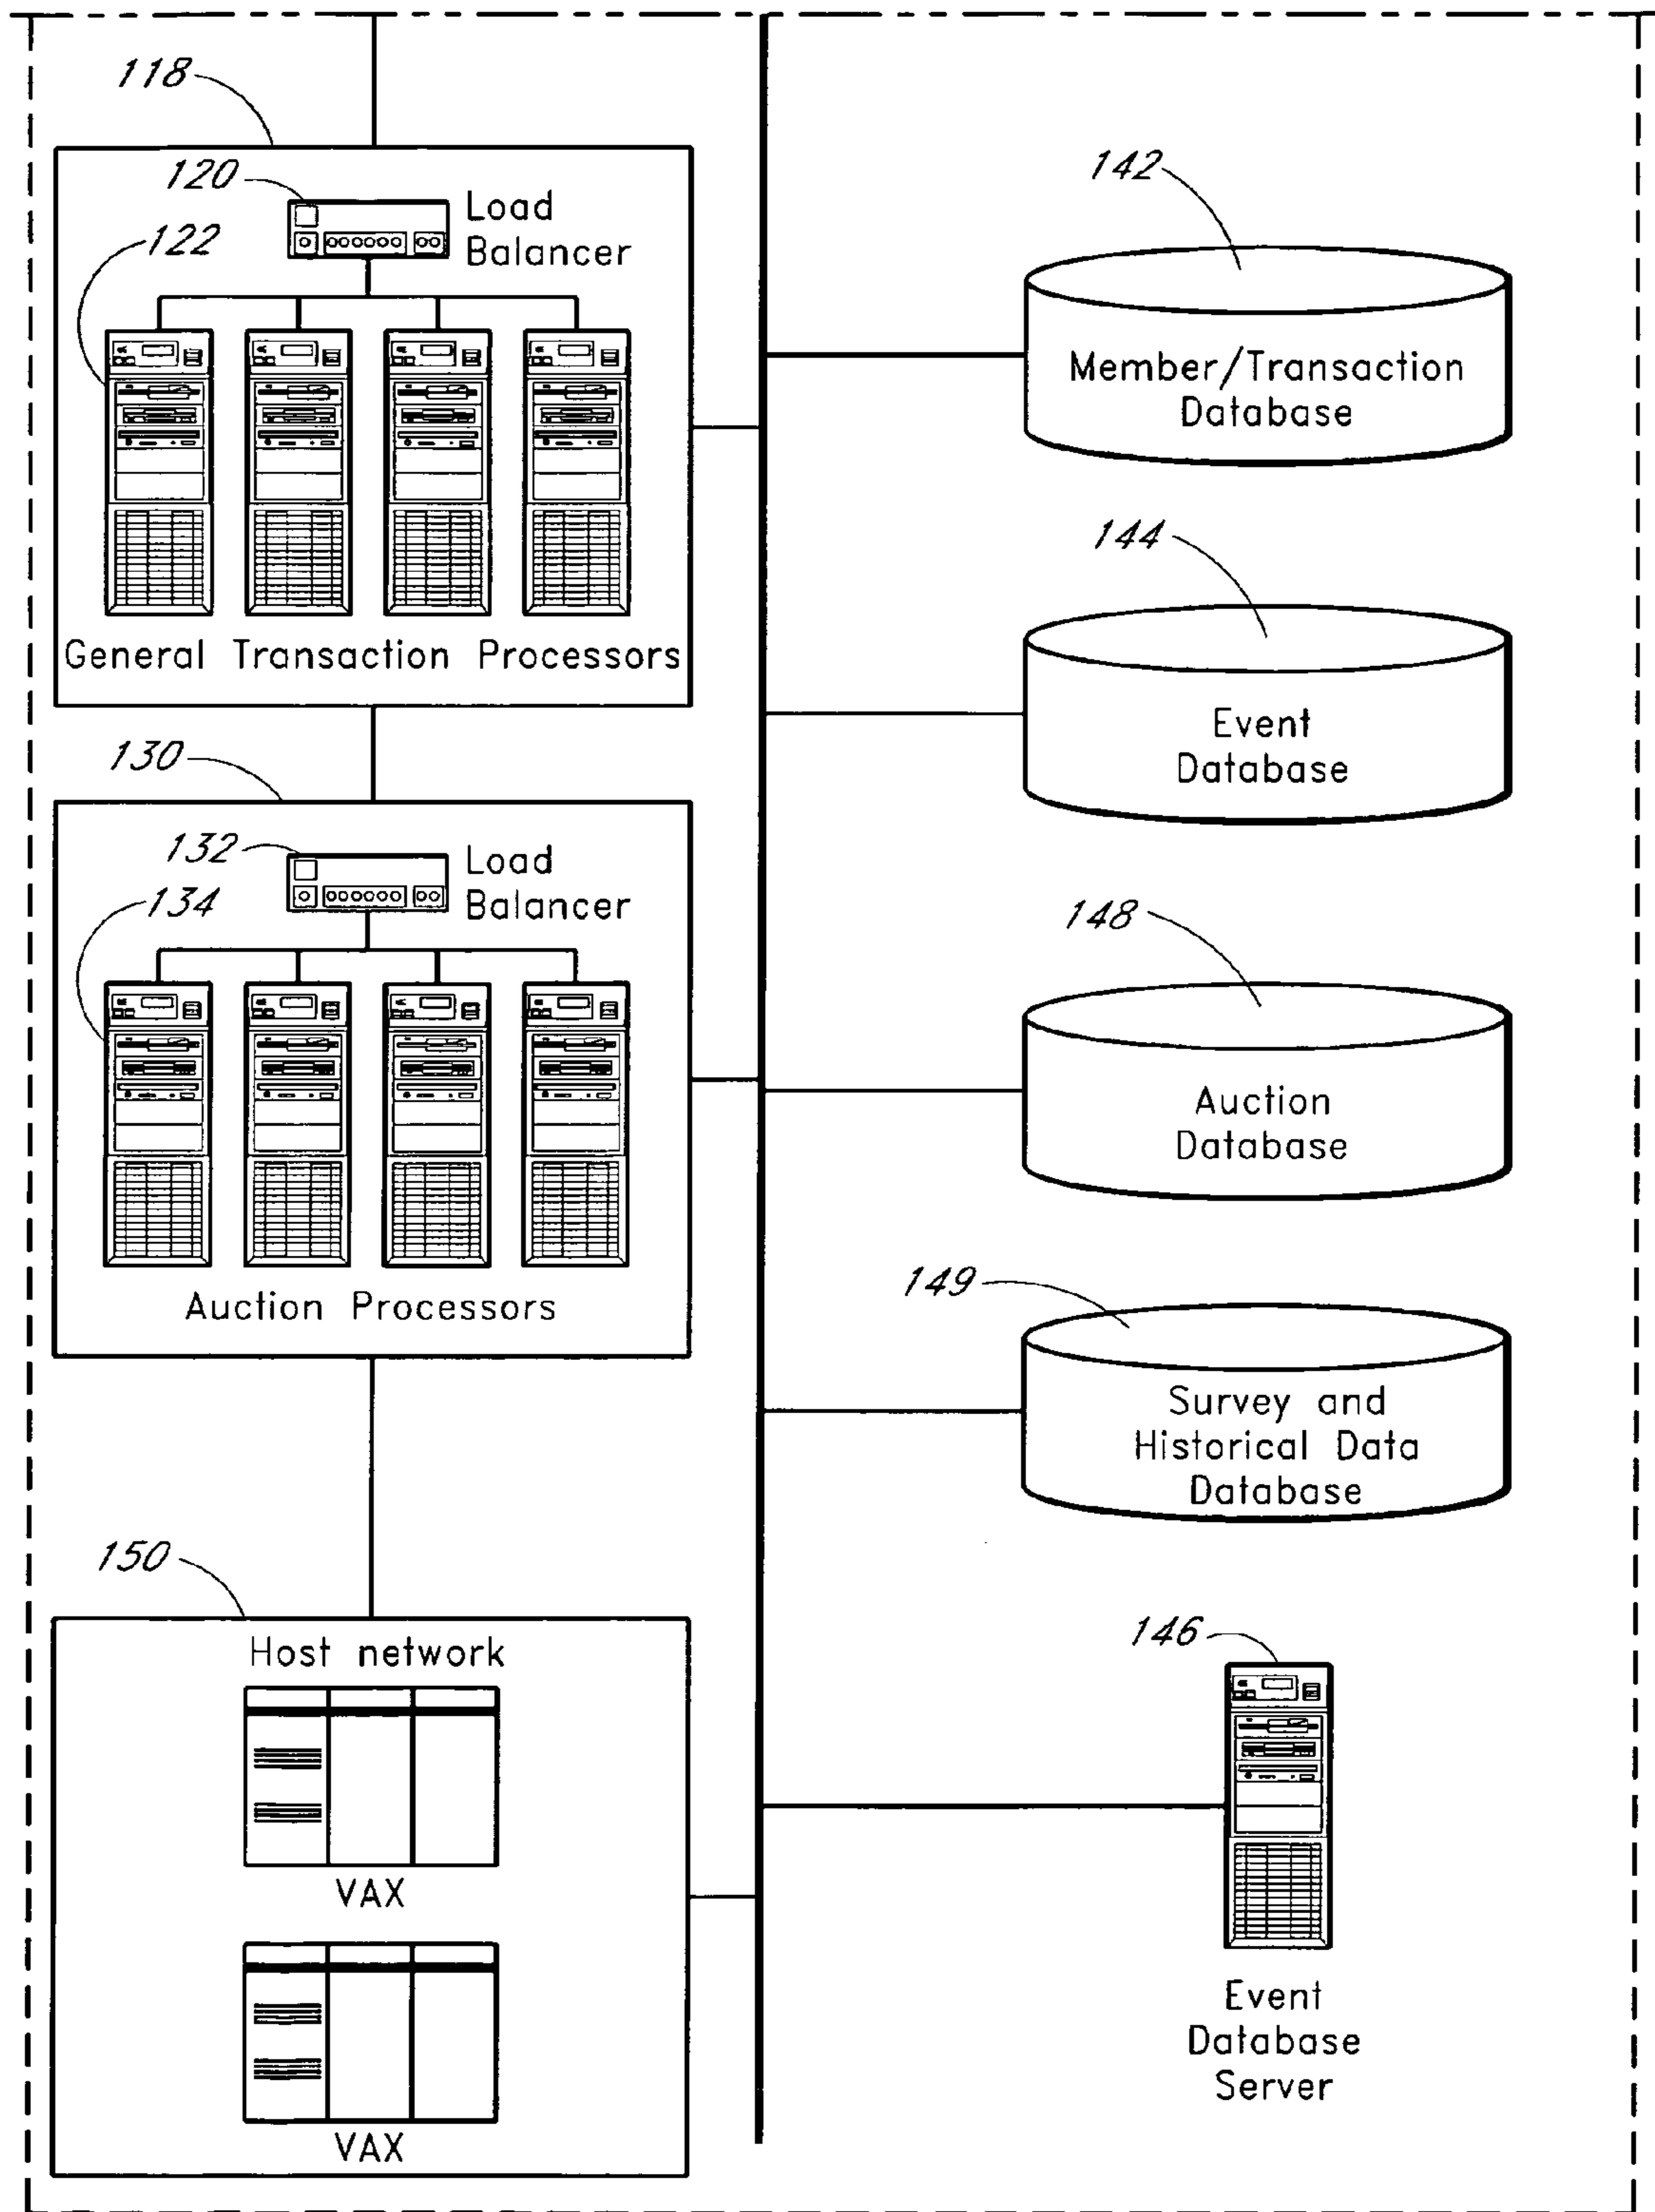 118
120
Load
Balancer
122
General Transaction Processors
130
132
Load
Balancer
134
Auction Processors
150
Host network
VAX
VAX
142
Member/Transaction
Database
144
Event
Database
148
Auction
Database
149
Survey and
Historical Data
Database
146
Event
Database
Server